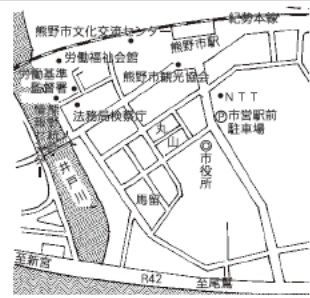 紀勢本線
熊野市文化交流センター
熊野市駅
労働福祉会館
労働基準
監督署
熊野市観光協会
NTT
法務局検察庁
Ⓟ市営駅前
駐車場
丸山
◎市役所
井戸川
馬留
至新宮
R42
至尾鷲